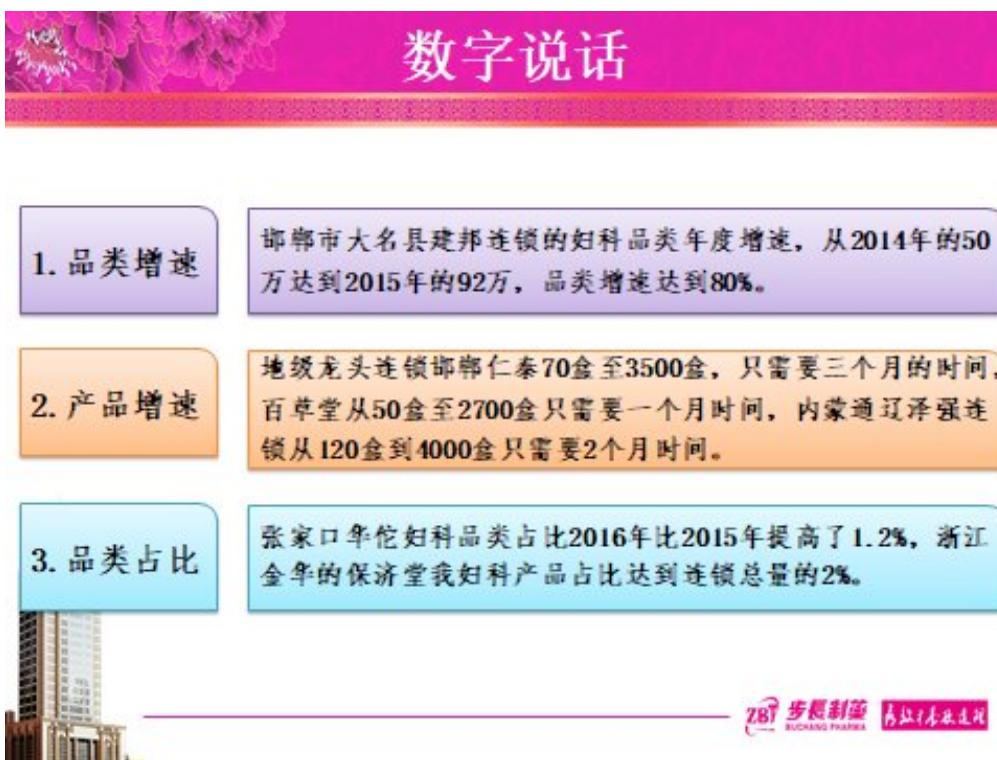 数字说话
1. 品类增速
邯郸市大名县建邦连锁的妇科品类年度增速，从2014年的50
万达到2015年的92万，品类增速达到80%。
2. 产品增速
地级龙头连锁邯郸仁泰70盒至3500盒，只需要三个月的时间，
百草堂从50盒至2700盒只需要一个月时间，内蒙通辽泽强连
锁从120盒到4000盒只需要2个月时间。
3. 品类占比
张家口华佗妇科品类占比2016年比2015年提高了1.2%，浙江
金华的保济堂我妇科产品占比达到连锁总量的2%。
ZBT 步長制藥
BUCHANG PHARMA